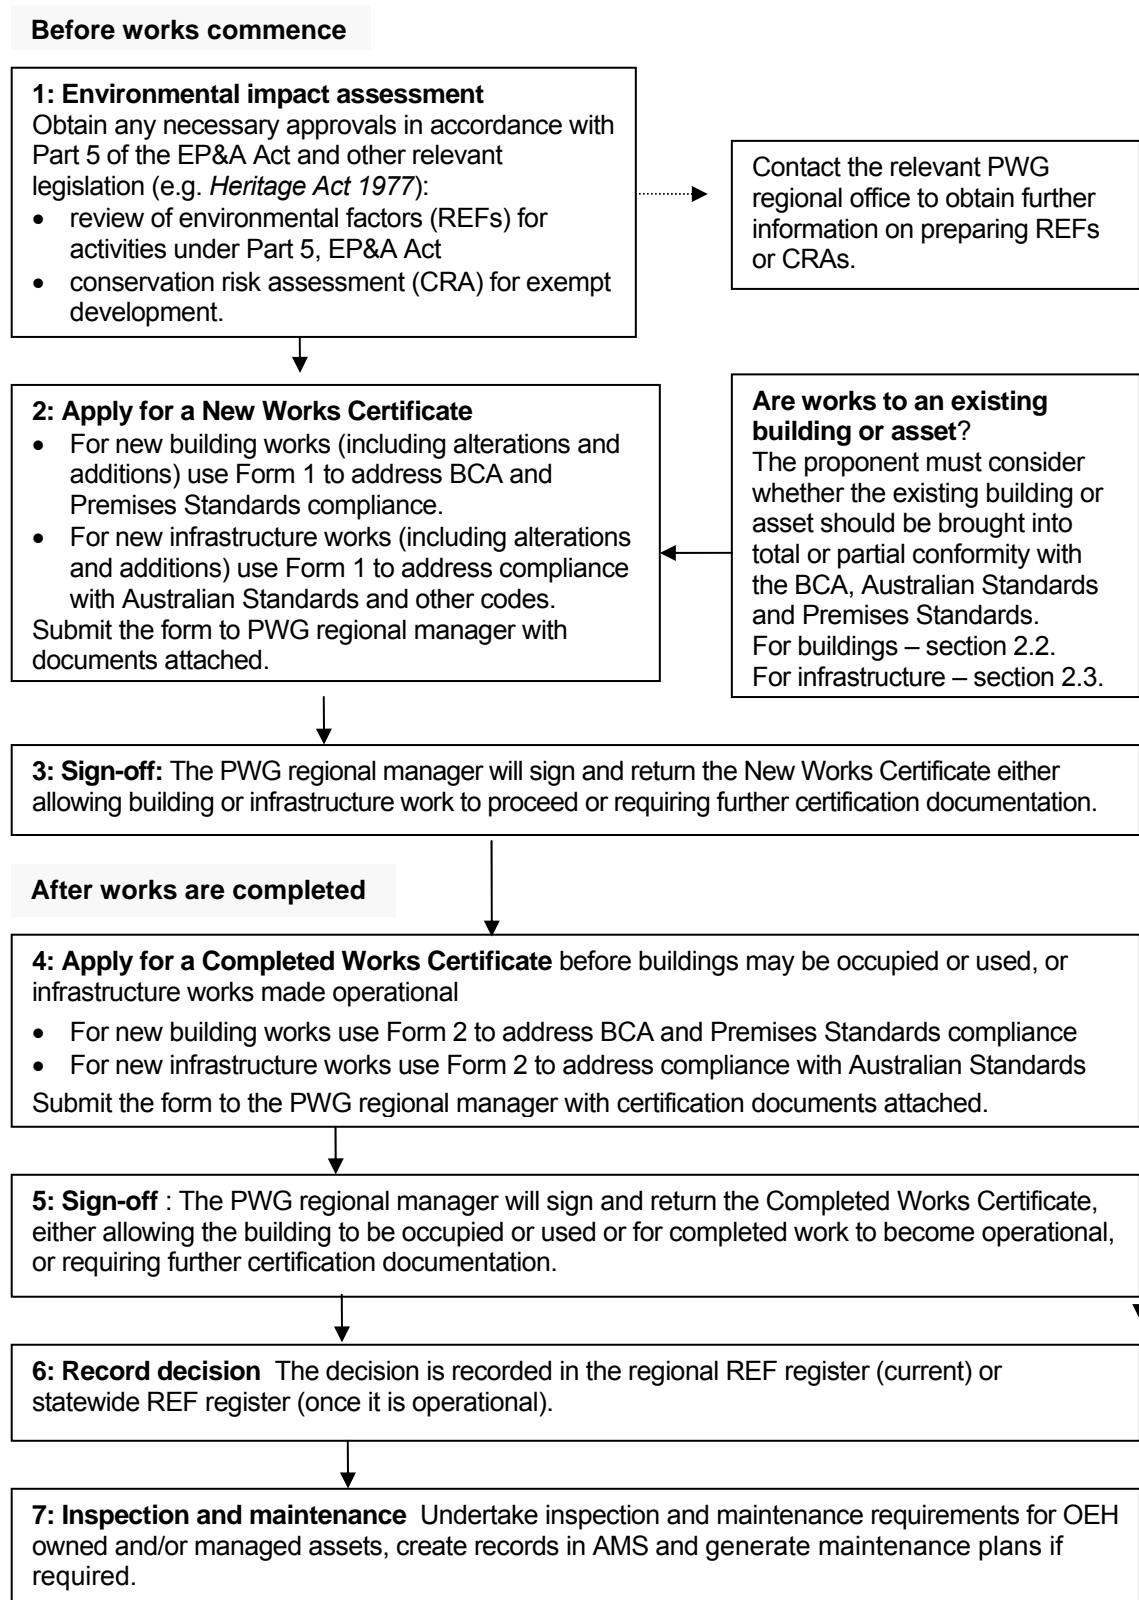 Before works commence
1: Environmental impact assessment
Obtain any necessary approvals in accordance with
Part 5 of the EP&A Act and other relevant
legislation (e.g. Heritage Act 1977):
• review of environmental factors (REFs) for
activities under Part 5, EP&A Act
• conservation risk assessment (CRA) for exempt
development.
Contact the relevant PWG
regional office to obtain further
information on preparing REFs
or CRAs.
2: Apply for a New Works Certificate
• For new building works (including alterations and
additions) use Form 1 to address BCA and
Premises Standards compliance.
• For new infrastructure works (including alterations
and additions) use Form 1 to address compliance
with Australian Standards and other codes.
Submit the form to PWG regional manager with
documents attached.
Are works to an existing
building or asset?
The proponent must consider
whether the existing building or
asset should be brought into
total or partial conformity with
the BCA, Australian Standards
and Premises Standards.
For buildings – section 2.2.
For infrastructure – section 2.3.
3: Sign-off: The PWG regional manager will sign and return the New Works Certificate either
allowing building or infrastructure work to proceed or requiring further certification documentation.
After works are completed
4: Apply for a Completed Works Certificate before buildings may be occupied or used, or
infrastructure works made operational
• For new building works use Form 2 to address BCA and Premises Standards compliance
• For new infrastructure works use Form 2 to address compliance with Australian Standards
Submit the form to the PWG regional manager with certification documents attached.
5: Sign-off : The PWG regional manager will sign and return the Completed Works Certificate,
either allowing the building to be occupied or used or for completed work to become operational,
or requiring further certification documentation.
6: Record decision The decision is recorded in the regional REF register (current) or
statewide REF register (once it is operational).
7: Inspection and maintenance Undertake inspection and maintenance requirements for OEH
owned and/or managed assets, create records in AMS and generate maintenance plans if
required.